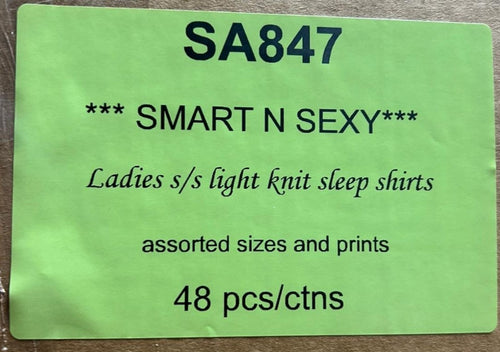 SA847
*** SMART N SEXY***
Ladies s/s light knit sleep shirts
assorted sizes and prints
48 pcs/ctns